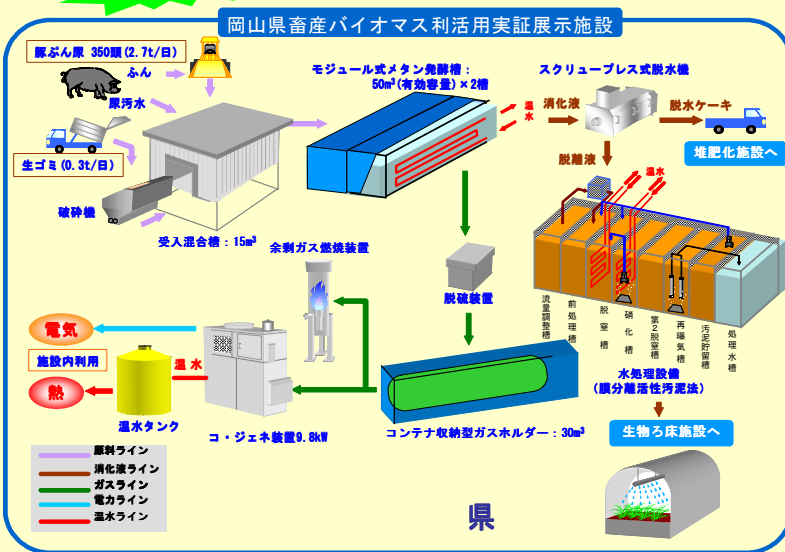 岡山県畜産バイオマス利活用実証展示施設
豚ぷん尿 350頭(2.7t/日)
ふん
尿汚水
生ゴミ(0.3t/日)
破砕機
受入混合槽：15m³
モジュール式メタン発酵槽：
50m³(有効容量)×2槽
温水
消化液
スクリュープレス式脱水機
脱水ケーキ
堆肥化施設へ
脱離液
温水
余剰ガス燃焼装置
脱硫装置
流量調整槽
前処理槽
脱窒槽
硝化槽
第2脱窒槽
再曝気槽
汚泥貯留槽
処理水槽
水処理設備
(膜分離活性汚泥法)
生物ろ床施設へ
電気
施設内利用
熱
温水
温水タンク
コ・ジェネ装置9.8kW
コンテナ収納型ガスホルダー：30m³
原料ライン
消化液ライン
ガスライン
電力ライン
温水ライン
県